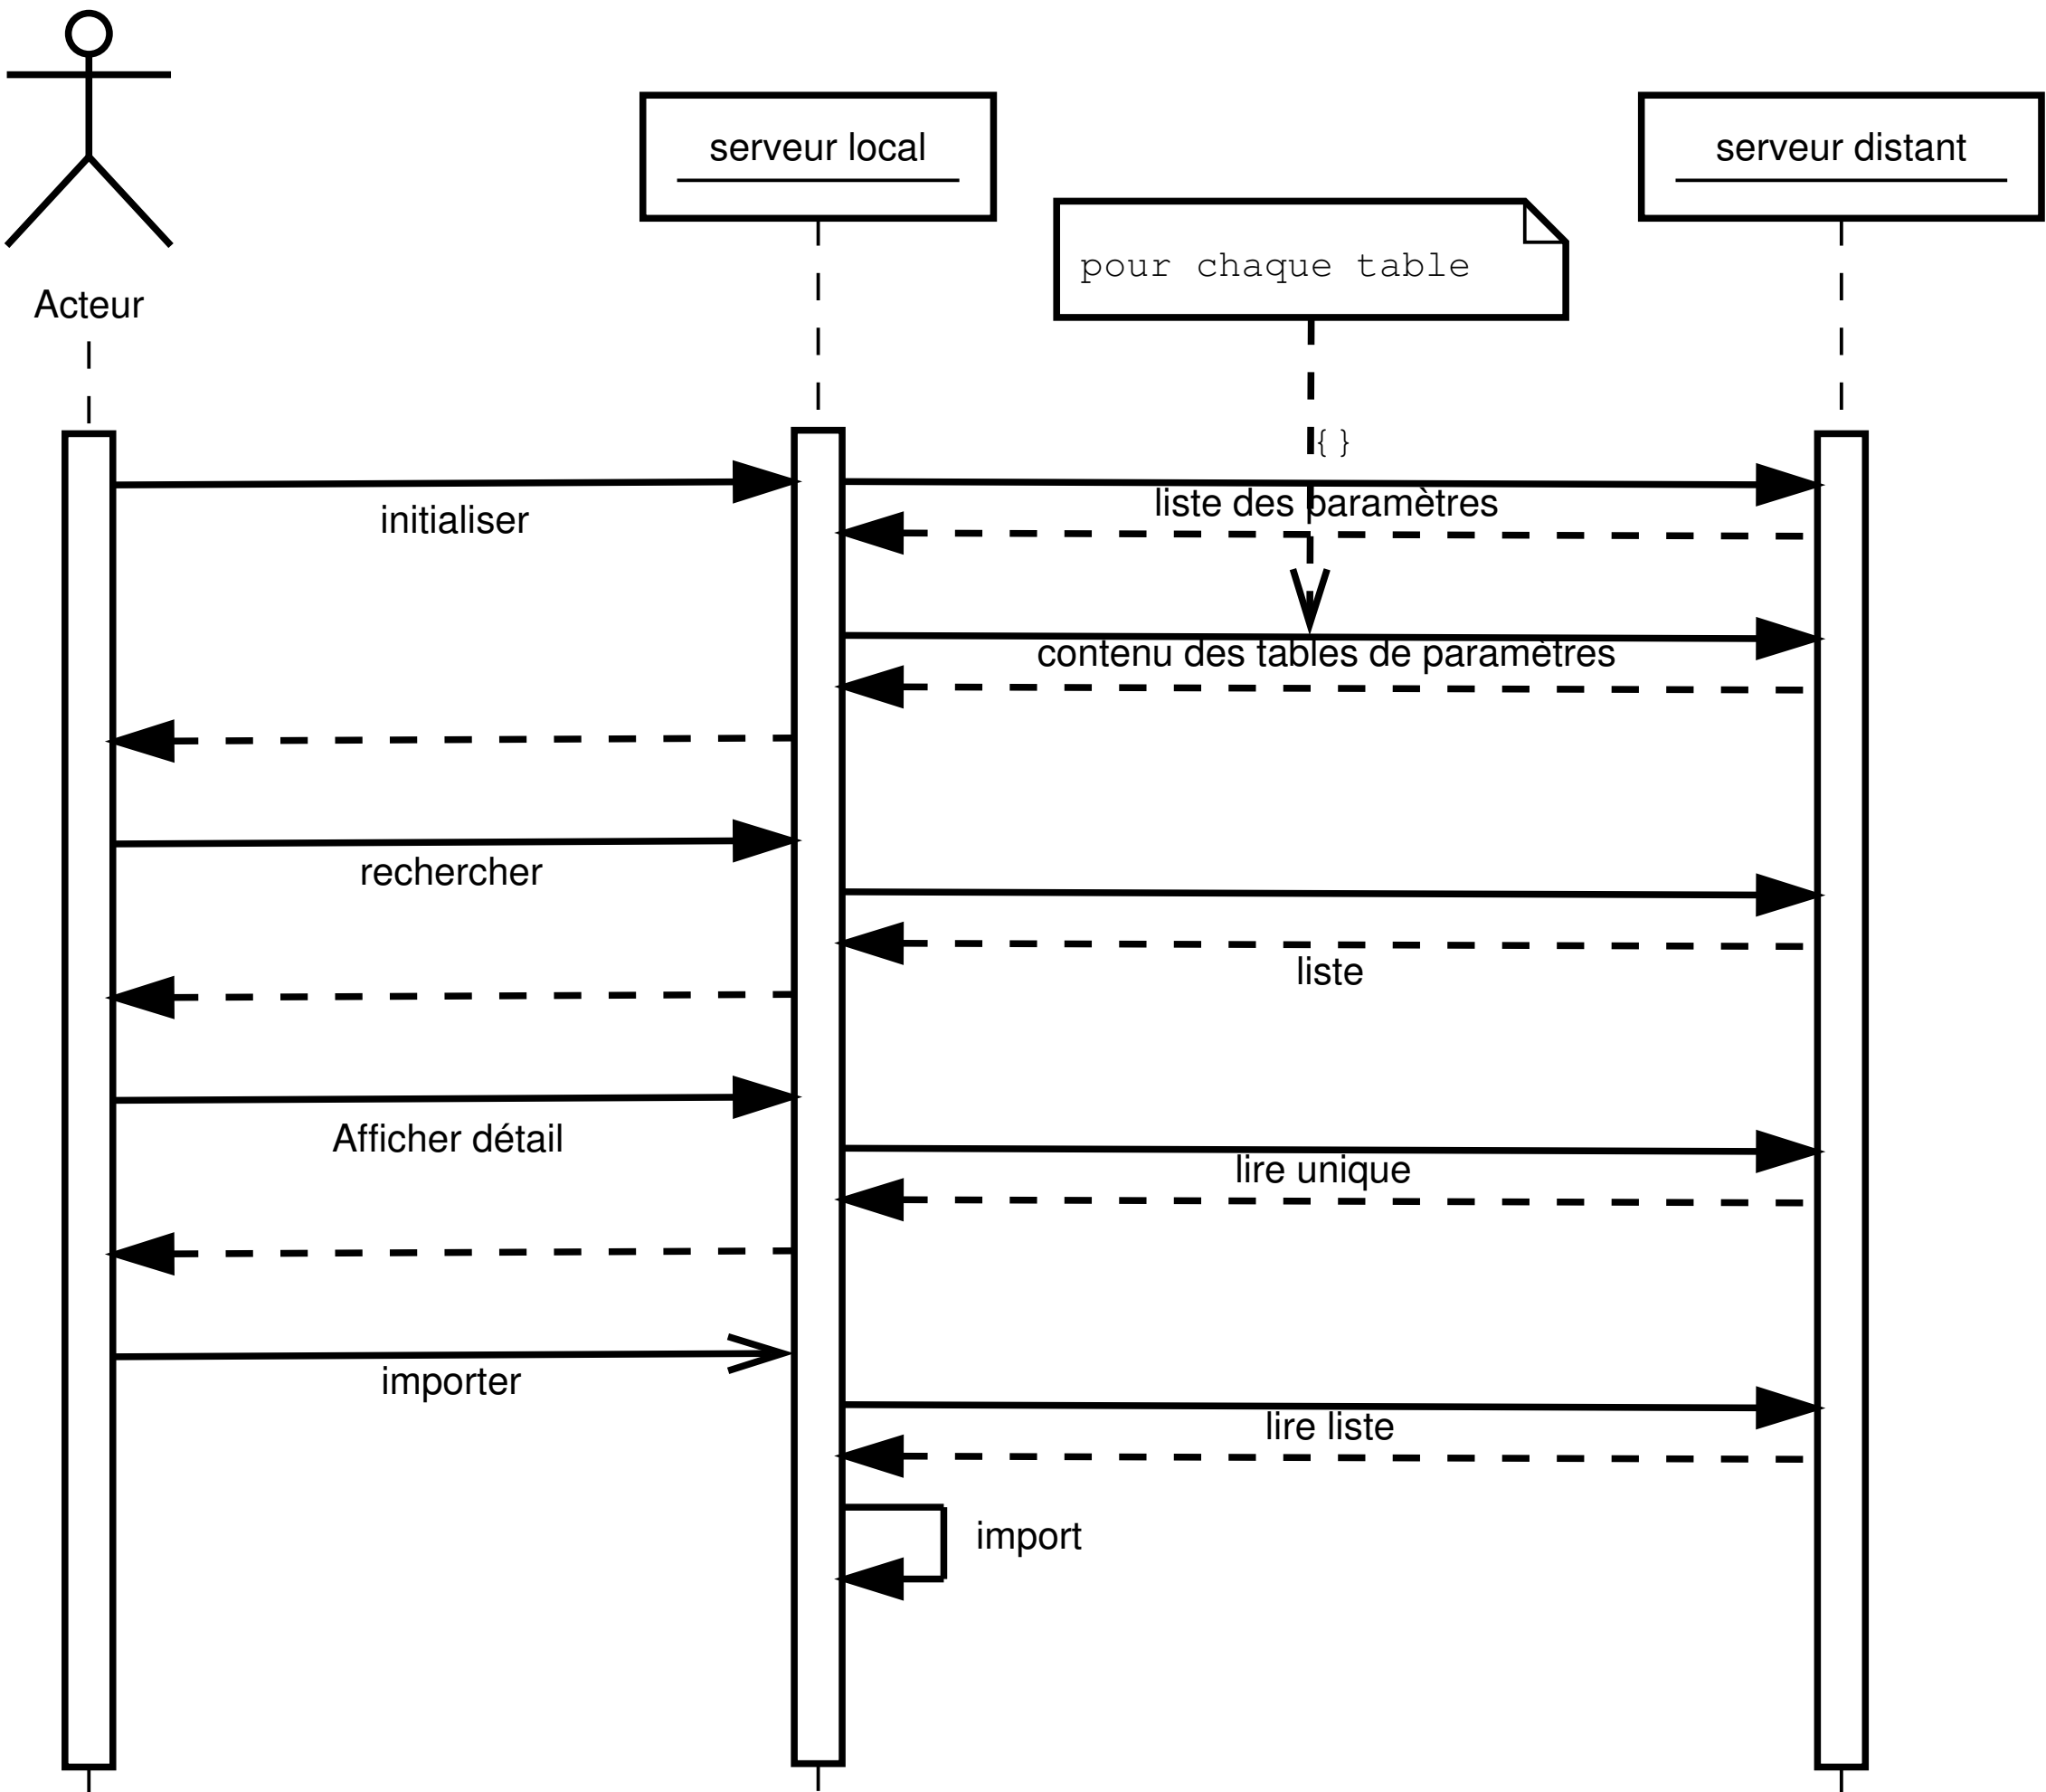 serveur local
serveur distant
pour chaque table
Acteur
{ }
liste des paramètres
initialiser
contenu des tables de paramètres
rechercher
liste
Afficher détail
lire unique
importer
lire liste
import